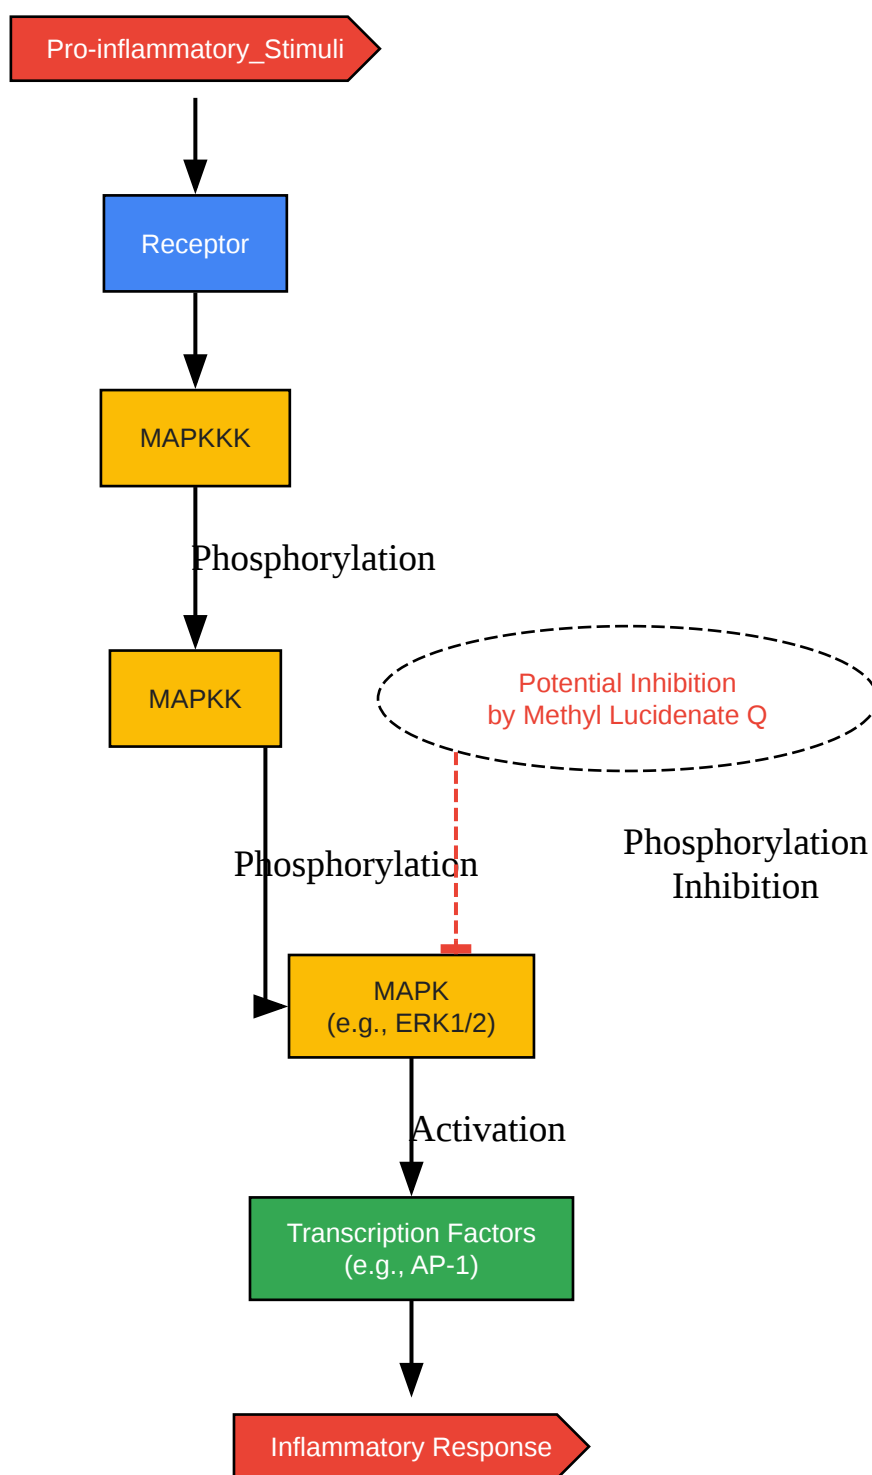 Pro-inflammatory_Stimuli
Receptor
MAPKKK
Phosphorylation
MAPKK
Potential Inhibition
by Methyl Lucidenate Q
Phosphorylation
Phosphorylation
Inhibition
MAPK
(e.g., ERK1/2)
Activation
Transcription Factors
(e.g., AP-1)
Inflammatory Response